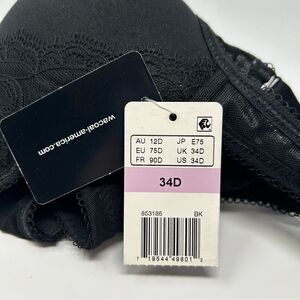 wacoal-america.com
AU 12D JP E75
EU 75D UK 34D
FR 90D US 34D
34D
853186 BK
7 19544 49801 2